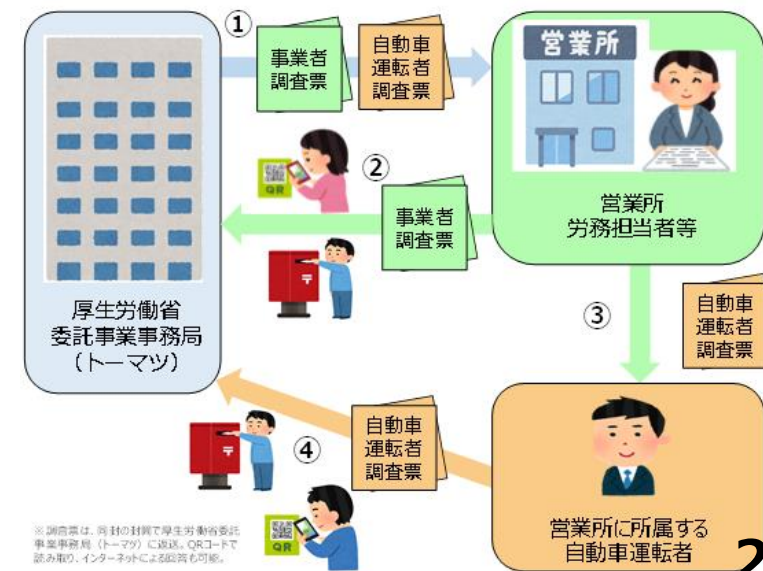 ①
事業者
調査票
自動車
運転者
調査票
営業所
営業所
労務担当者等
QR
②
事業者
調査票
〒
厚生労働省
委託事業事務局
（トーマツ）
③
自動車
運転者
調査票
自動車
運転者
調査票
④
〒
QR
営業所に所属する
自動車運転者
※調査票は、同封の封筒で厚生労働省委託
事業事務局（トーマツ）に返送。QRコードで
読み取り、インターネットによる回答も可能。
2